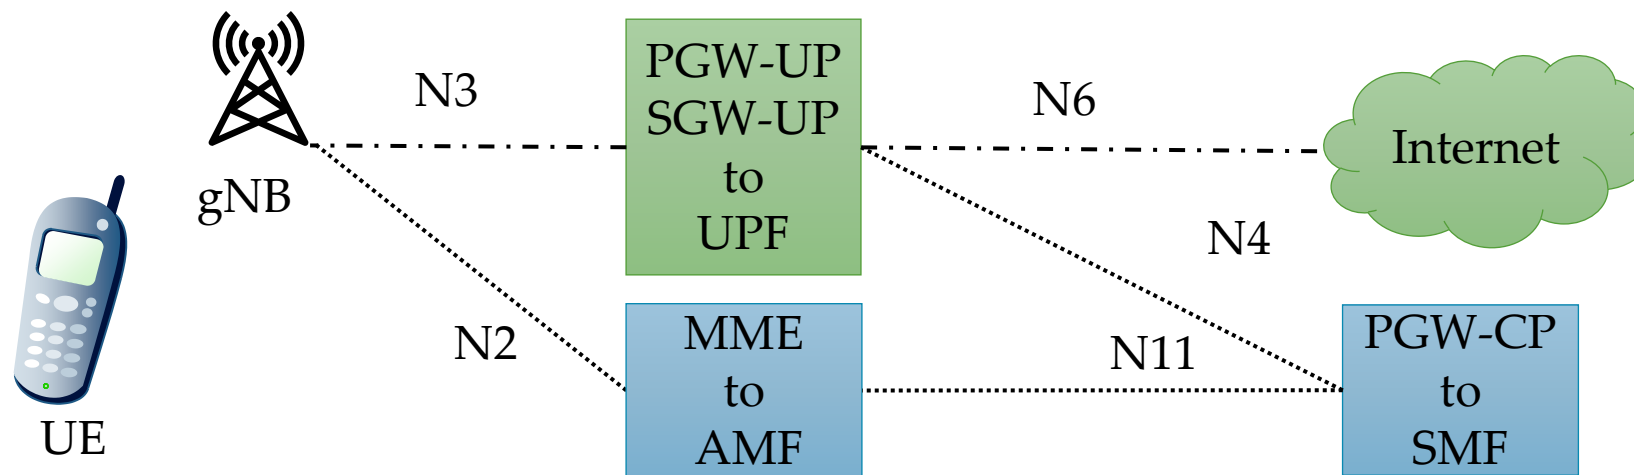 N3
PGW-UP
SGW-UP
to
UPF
N6
Internet
gNB
N4
UE
N2
MME
to
AMF
N11
PGW-CP
to
SMF